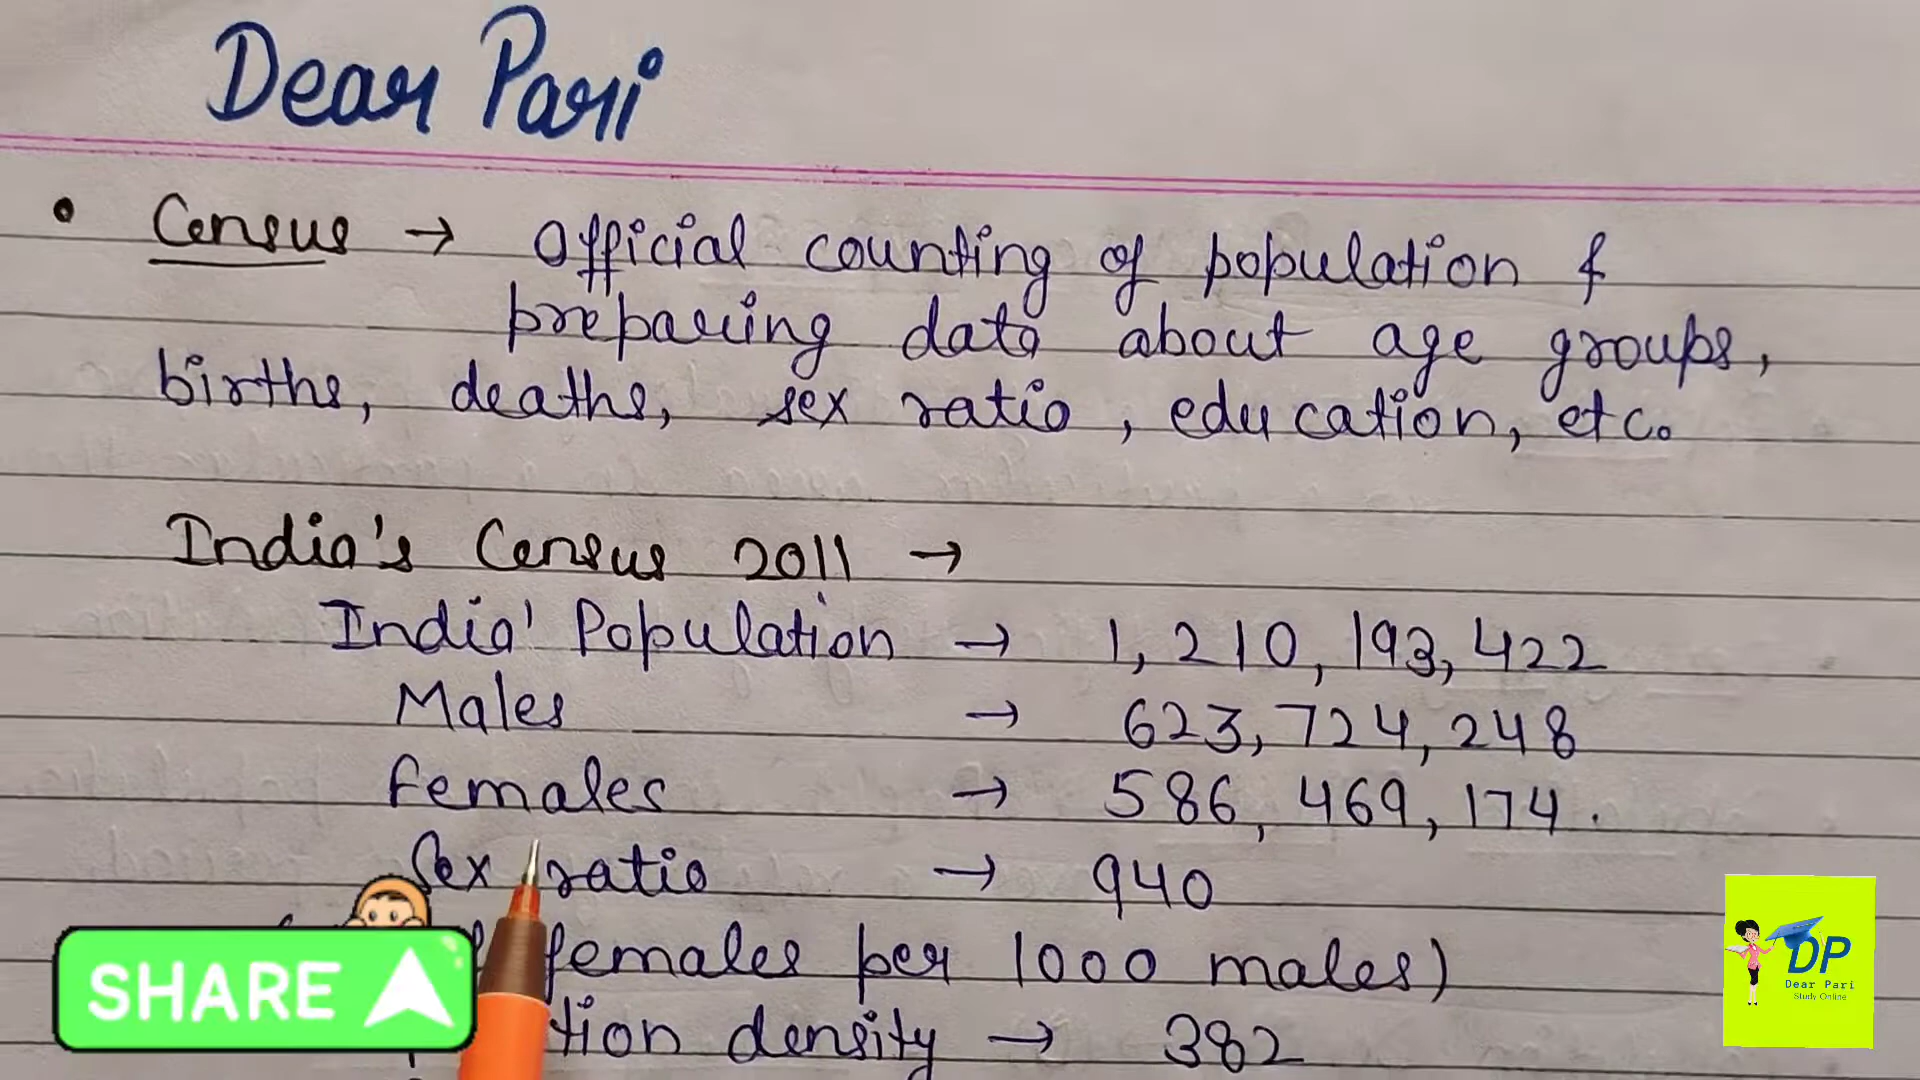 Dear Pari
• Census → Official counting of population &
preparing data about age groups,
births, deaths, sex ratio, education, etc.
India's Census 2011 →
India' Population → 1, 210, 193, 422
Males → 623, 724, 248
Females → 586, 469, 174.
Sex ratio → 940
females per 1000 males)
tion density → 382
SHARE
DP
Dear Pari
Study Online